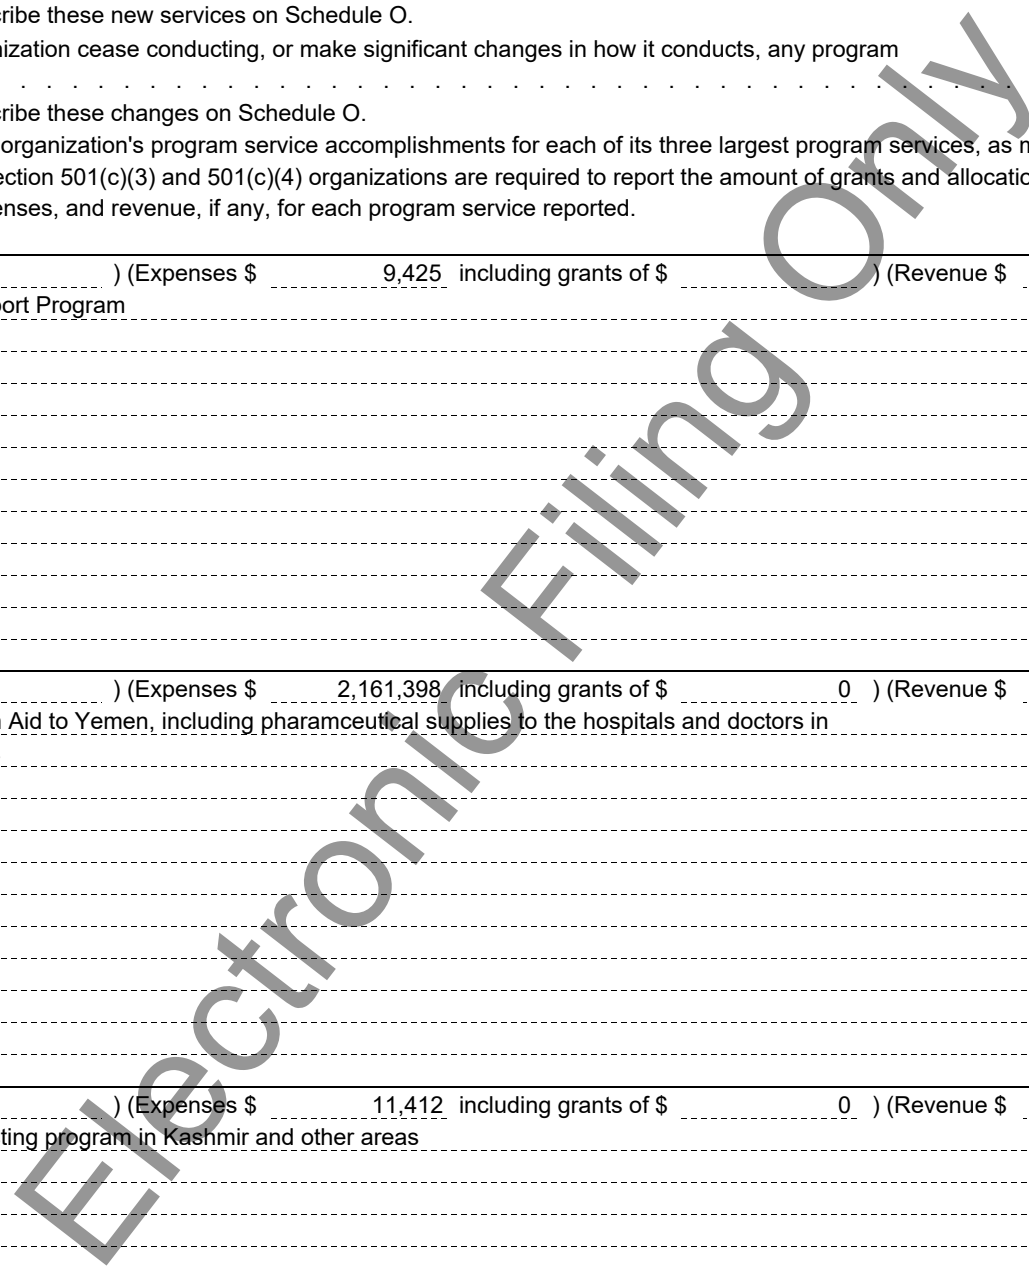 cribe these new services on Schedule O.
nization cease conducting, or make significant changes in how it conducts, any program
. . . . . . . . . . . . . . . . . . . . . . . . . . . . . . . . . . . . . . .
cribe these changes on Schedule O.
organization's program service accomplishments for each of its three largest program services, as m
ection 501(c)(3) and 501(c)(4) organizations are required to report the amount of grants and allocatio
enses, and revenue, if any, for each program service reported.
) (Expenses $ 9,425 including grants of $ ) (Revenue $
port Program
) (Expenses $ 2,161,398 including grants of $ 0 ) (Revenue $
Aid to Yemen, including pharamceutical supplies to the hospitals and doctors in
) (Expenses $ 11,412 including grants of $ 0 ) (Revenue $
ting program in Kashmir and other areas
Electronic Filing Only